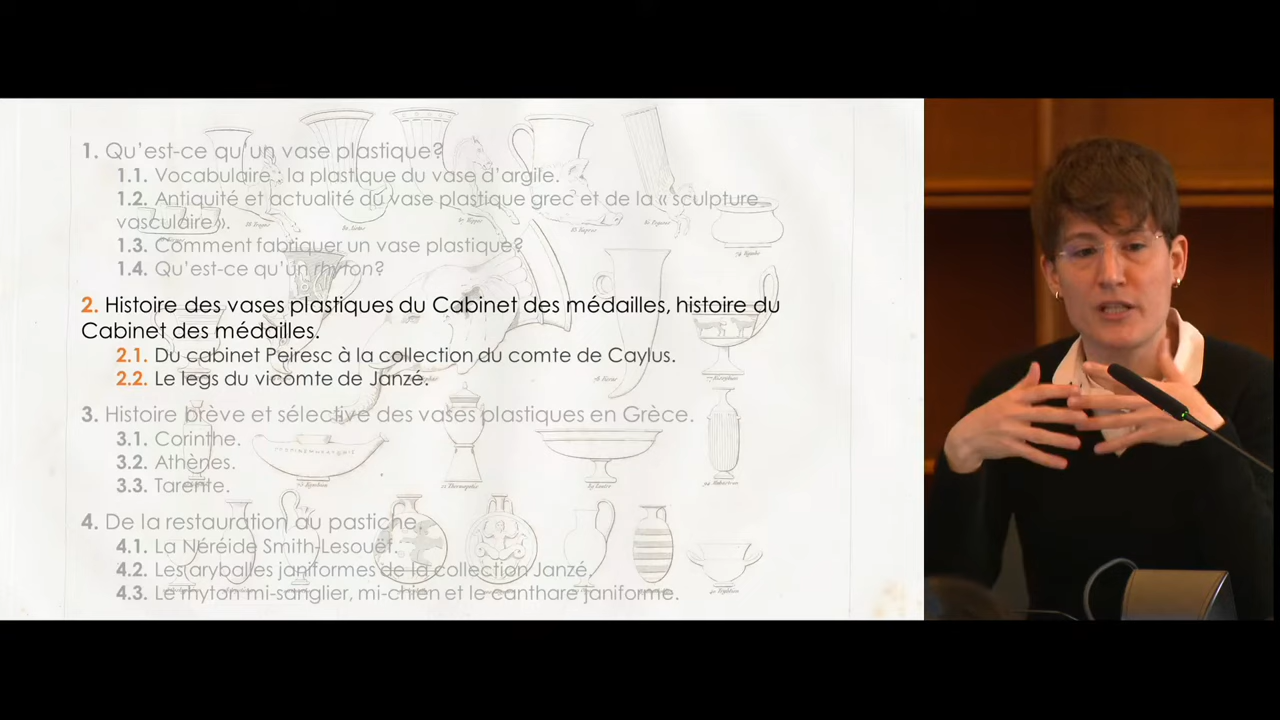 1. Qu'est-ce qu'un vase plastique?
1.1. Vocabulaire : la plastique du vase d'argile.
1.2. Antiquité et actualité du vase plastique grec et de la « sculpture
vasculaire».
1.3. Comment fabriquer un vase plastique?
1.4. Qu'est-ce qu'un rhyton?
2. Histoire des vases plastiques du Cabinet des médailles, histoire du
Cabinet des médailles.
2.1. Du cabinet Peiresc à la collection du comte de Caylus.
2.2. Le legs du vicomte de Janzé.
3. Histoire brève et sélective des vases plastiques en Grèce.
3.1. Corinthe.
3.2. Athènes.
3.3. Tarente.
4. De la restauration au pastiche.
4.1. La Néréide Smith-Lesouëf.
4.2. Les aryballes janiformes de la collection Janzé.
4.3. Le rhyton mi-sanglier, mi-chien et le canthare janiforme.